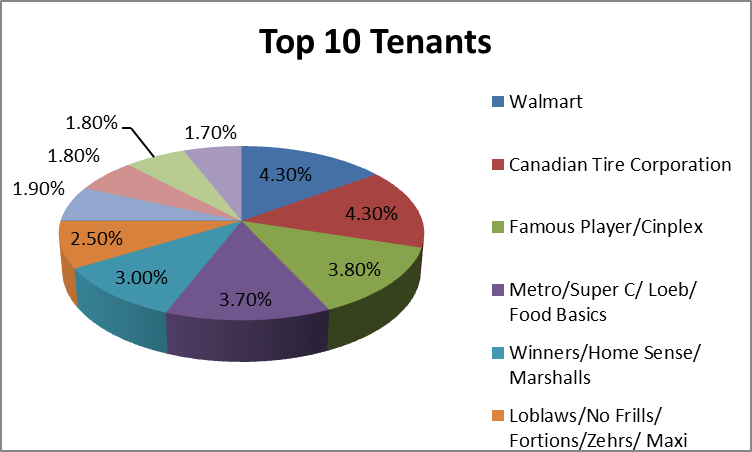 Top 10 Tenants
1.80%
1.70%
1.80%
1.90%
4.30%
4.30%
2.50%
3.00%
3.70%
3.80%
Walmart
Canadian Tire Corporation
Famous Player/Cinplex
Metro/Super C/ Loeb/
Food Basics
Winners/Home Sense/
Marshalls
Loblaws/No Frills/
Fortions/Zehrs/ Maxi